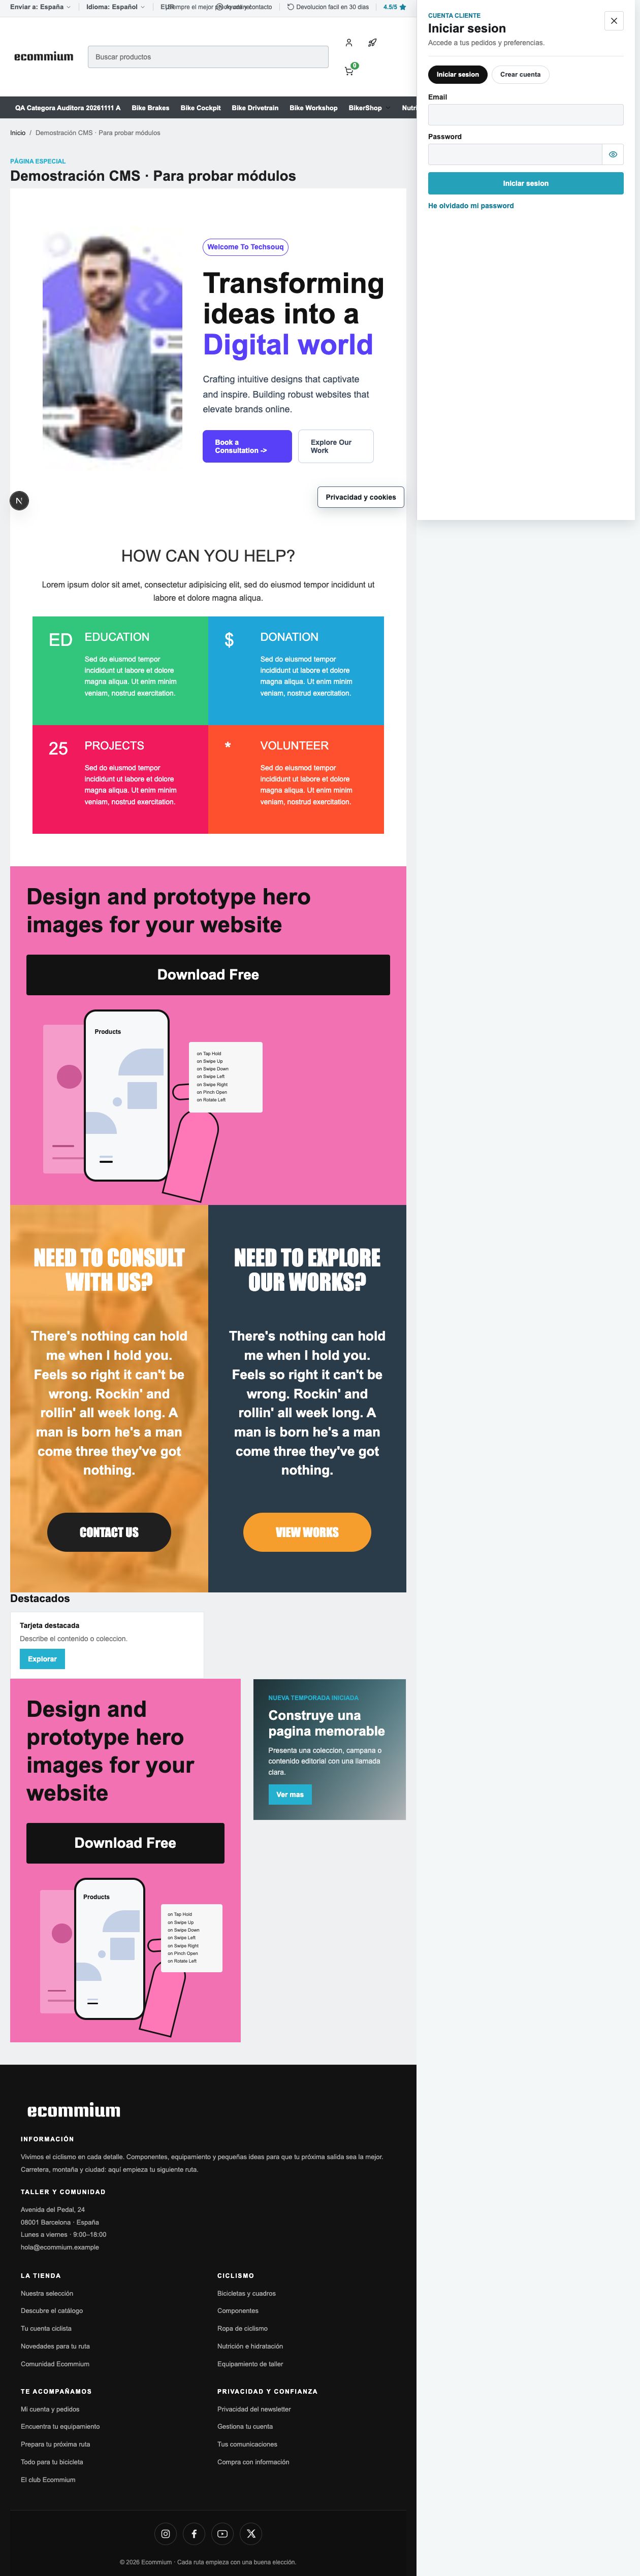 Enviar a: España
Idioma: Español
Siempre el mejor
Ayuda y contacto
Devolucion facil en 30 dias
4.5/5
ecommium
Buscar productos
0
QA Categora Auditora 20261111 A
Bike Brakes
Bike Cockpit
Bike Drivetrain
Bike Workshop
BikerShop
Nutri
Inicio / Demostración CMS · Para probar módulos
PÁGINA ESPECIAL
Demostración CMS · Para probar módulos
Welcome To Techsouq
Transforming
ideas into a
Digital world
Crafting intuitive designs that captivate
and inspire. Building robust websites that
elevate brands online.
Book a
Consultation ->
Explore Our
Work
N
Privacidad y cookies
HOW CAN YOU HELP?
Lorem ipsum dolor sit amet, consectetur adipisicing elit, sed do eiusmod tempor incididunt ut
labore et dolore magna aliqua.
ED
EDUCATION
Sed do eiusmod tempor
incididunt ut labore et dolore
magna aliqua. Ut enim minim
veniam, nostrud exercitation.
$
DONATION
Sed do eiusmod tempor
incididunt ut labore et dolore
magna aliqua. Ut enim minim
veniam, nostrud exercitation.
25
PROJECTS
Sed do eiusmod tempor
incididunt ut labore et dolore
magna aliqua. Ut enim minim
veniam, nostrud exercitation.
*
VOLUNTEER
Sed do eiusmod tempor
incididunt ut labore et dolore
magna aliqua. Ut enim minim
veniam, nostrud exercitation.
Design and prototype hero
images for your website
Download Free
Products
on Tap Hold
on Swipe Up
on Swipe Down
on Swipe Left
on Swipe Right
on Pinch Open
on Rotate Left
NEED TO CONSULT
WITH US?
There's nothing can hold
me when I hold you.
Feels so right it can't be
wrong. Rockin' and
rollin' all week long. A
man is born he's a man
come three they've got
nothing.
CONTACT US
NEED TO EXPLORE
OUR WORKS?
There's nothing can hold
me when I hold you.
Feels so right it can't be
wrong. Rockin' and
rollin' all week long. A
man is born he's a man
come three they've got
nothing.
VIEW WORKS
Destacados
Tarjeta destacada
Describe el contenido o coleccion.
Explorar
Design and
prototype hero
images for your
website
Download Free
Products
on Tap Hold
on Swipe Up
on Swipe Down
on Swipe Left
on Swipe Right
on Pinch Open
on Rotate Left
NUEVA TEMPORADA INICIADA
Construye una
pagina memorable
Presenta una coleccion, campana o
contenido editorial con una llamada
clara.
Ver mas
ecommium
INFORMACIÓN
Vivimos el ciclismo en cada detalle. Componentes, equipamiento y pequeñas ideas para que tu próxima salida sea la mejor.
Carretera, montaña y ciudad: aquí empieza tu siguiente ruta.
TALLER Y COMUNIDAD
Avenida del Pedal, 24
08001 Barcelona · España
Lunes a viernes · 9:00–18:00
hola@ecommium.example
LA TIENDA
Nuestra selección
Descubre el catálogo
Tu cuenta ciclista
Novedades para tu ruta
Comunidad Ecommium
CICLISMO
Bicicletas y cuadros
Componentes
Ropa de ciclismo
Nutrición e hidratación
Equipamiento de taller
TE ACOMPAÑAMOS
Mi cuenta y pedidos
Encuentra tu equipamiento
Prepara tu próxima ruta
Todo para tu bicicleta
El club Ecommium
PRIVACIDAD Y CONFIANZA
Privacidad del newsletter
Gestiona tu cuenta
Tus comunicaciones
Compra con información
© 2026 Ecommium · Cada ruta empieza con una buena elección.
CUENTA CLIENTE
Iniciar sesion
Accede a tus pedidos y preferencias.
Iniciar sesion
Crear cuenta
Email
Password
Iniciar sesion
He olvidado mi password